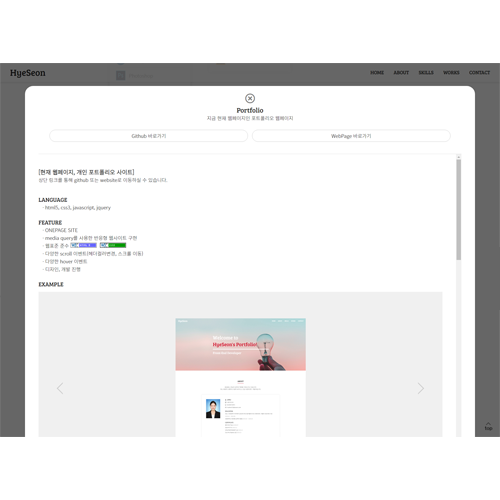 HyeSeon
HOME ABOUT SKILLS WORKS CONTACT
Portfolio
지금 현재 웹페이지인 포트폴리오 웹페이지
Github 바로가기
WebPage 바로가기
[현재 웹페이지, 개인 포트폴리오 사이트]
상단 링크를 통해 github 또는 website로 이동하실 수 있습니다.
LANGUAGE
- html5, css3, javascript, jquery
FEATURE
- ONEPAGE SITE
- media query를 사용한 반응형 웹사이트 구현
- 웹표준 준수
- 다양한 scroll 이벤트(헤더컬러변경, 스크롤 이동)
- 다양한 hover 이벤트
- 디자인, 개발 진행
EXAMPLE
Welcome to
HyeSeon's Portfolio!
top